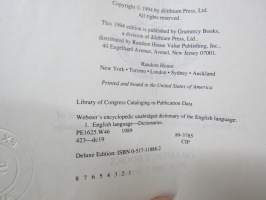 Copyright © 1994 by dilithium Press, Ltd.
All rights reserved.
This 1994 edition is published by Gramercy Books,
a division of dilithium Press, Ltd.,
distributed by Random House Value Publishing, Inc.,
40 Engelhard Avenue, Avenel, New Jersey 07001.
Random House
New York • Toronto • London • Sydney • Auckland
Printed and bound in the United States of America
Library of Congress Cataloging-in-Publication Data
Webster's encyclopedic unabridged dictionary of the English language.
1. English language—Dictionaries.
PE1625.W46 1989
423—dc19 89-3785
CIP
Deluxe Edition: ISBN 0-517-11888-2
8 7 6 5 4 3 2 1